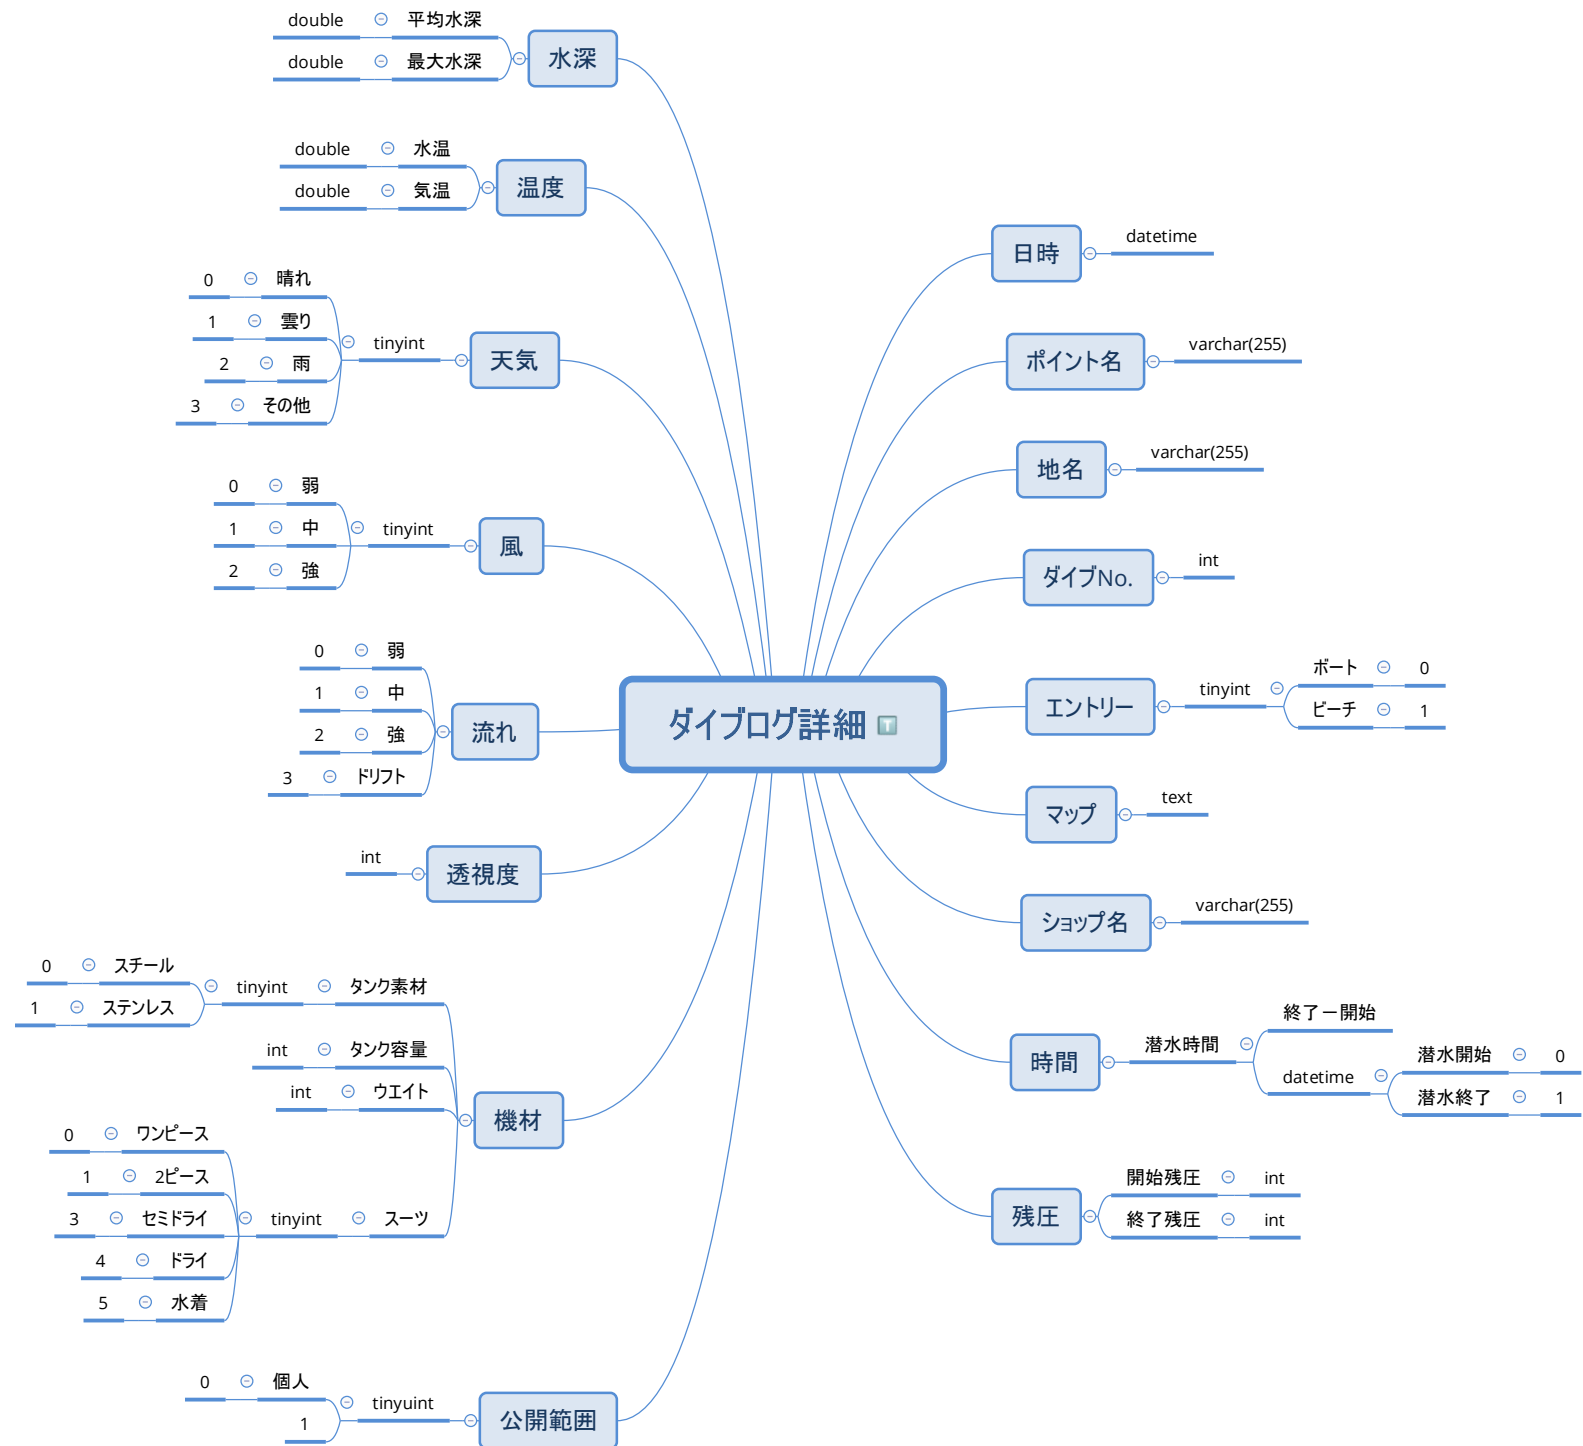 ダイブログ詳細
日時
datetime
ポイント名
varchar(255)
地名
varchar(255)
ダイブNo.
int
エントリー
tinyint
ボート
0
ビーチ
1
マップ
text
ショップ名
varchar(255)
時間
潜水時間
終了ー開始
datetime
潜水開始
0
潜水終了
1
残圧
開始残圧
int
終了残圧
int
水深
平均水深
double
最大水深
double
温度
水温
double
気温
double
天気
tinyint
晴れ
0
雲り
1
雨
2
その他
3
風
tinyint
弱
0
中
1
強
2
流れ
弱
0
中
1
強
2
ドリフト
3
透視度
int
機材
タンク素材
tinyint
スチール
0
ステンレス
1
タンク容量
int
ウエイト
int
スーツ
tinyint
ワンピース
0
2ピース
1
セミドライ
3
ドライ
4
水着
5
公開範囲
tinyuint
個人
0
1